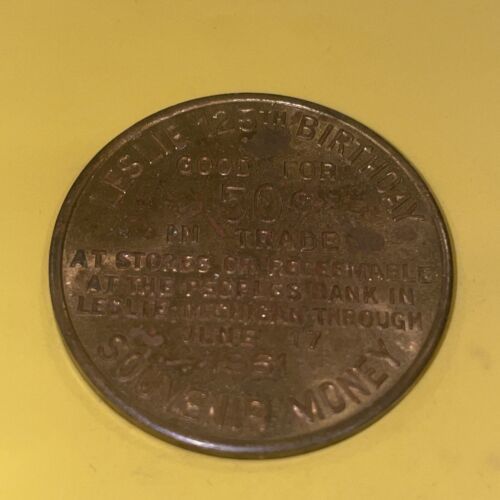 LESLIE 125TH BIRTHDAY
GOOD FOR
50¢
IN TRADE
AT STORES OR REDEEMABLE
AT THE PEOPLES BANK IN
LESLIE MICHIGAN THROUGH
JUNE 17
1961
SOUVENIR MONEY